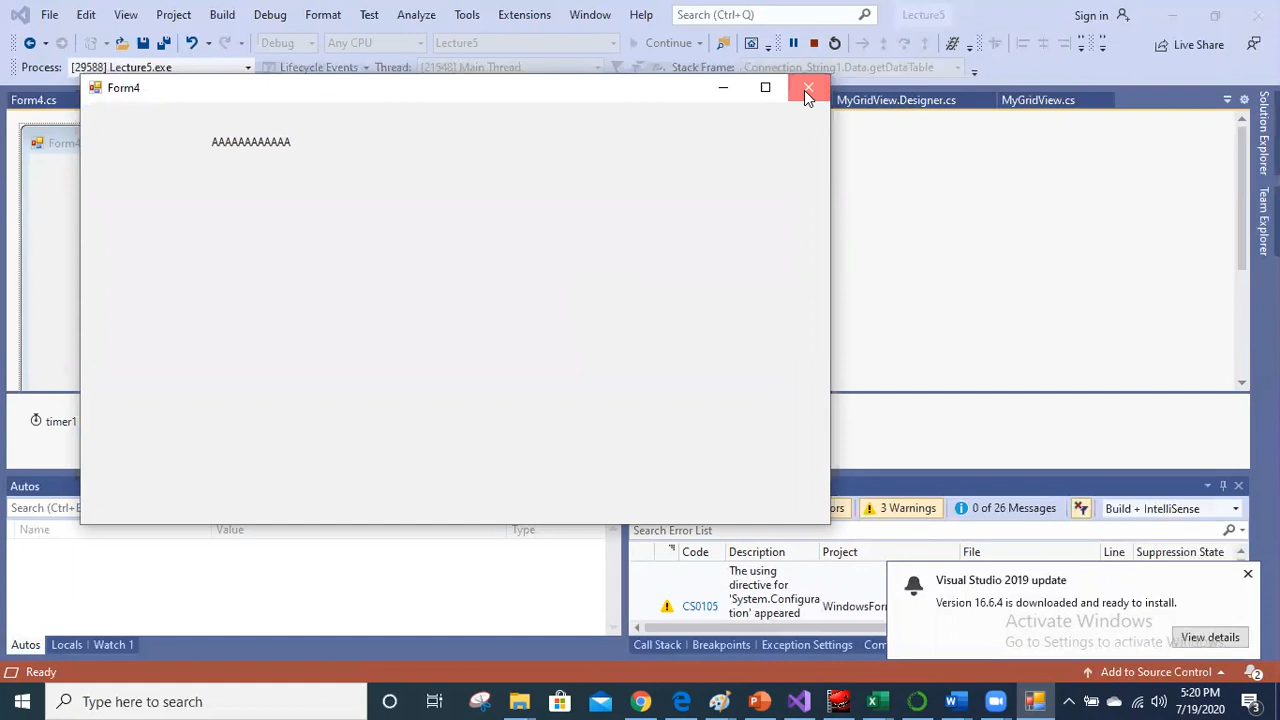 File Edit View Project Build Debug Format Test Analyze Tools Extensions Window Help Search (Ctrl+Q) Lecture5 Sign in
Debug Any CPU Lecture5 Continue Live Share
Process: [29588] Lecture5.exe Lifecycle Events Thread: [21548] Main Thread Stack Frame: Connection_String1.Data.getDataTable
Form4
Form4.cs MyGridView.Designer.cs MyGridView.cs
Solution Explorer
Team Explorer
AAAAAAAAAAAA
Form4
timer1
Autos
Search (Ctrl+E 3 Warnings 0 of 26 Messages Build + IntelliSense
Name Value Type Search Error List
Code Description Project File Line Suppression State
The using
directive for
'System.Configura
tion' appeared
CS0105
Visual Studio 2019 update
Version 16.6.4 is downloaded and ready to install.
Activate Windows
Go to Settings to activate
View details
Autos Locals Watch 1 Call Stack Breakpoints Exception Settings
Ready Add to Source Control 2
Type here to search
5:20 PM
7/19/2020
3